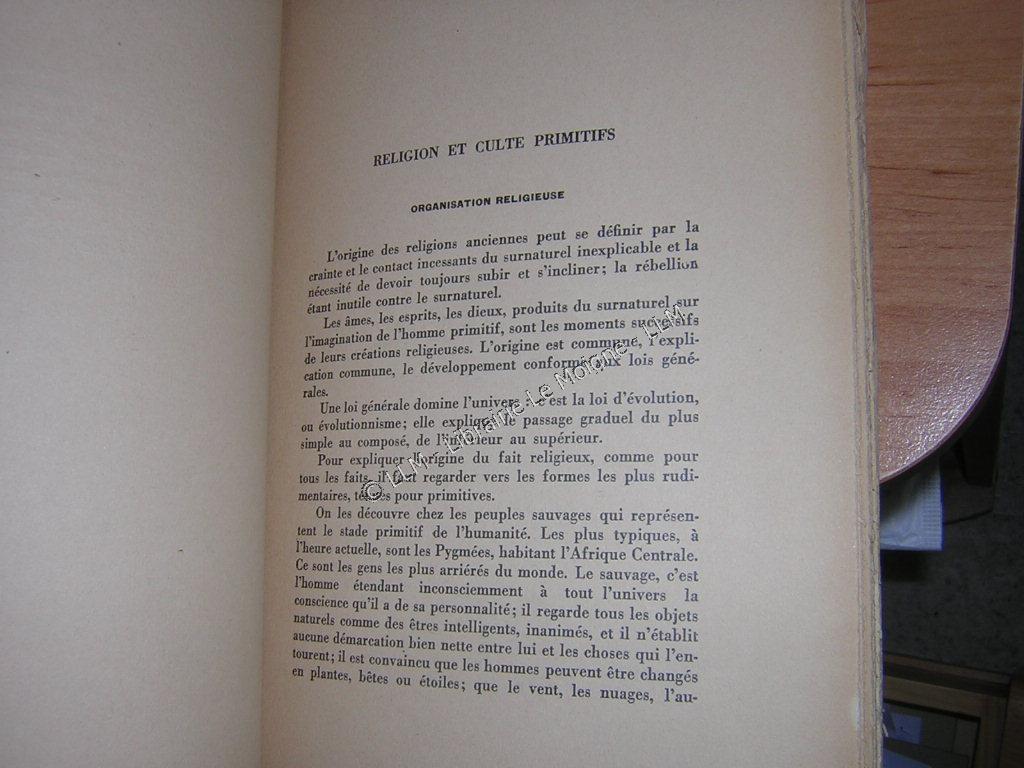 RELIGION ET CULTE PRIMITIFS
ORGANISATION RELIGIEUSE
L'origine des religions anciennes peut se définir par la
crainte et le contact incessants du surnaturel inexplicable et la
nécessité de devoir toujours subir et s'incliner; la rébellion
étant inutile contre le surnaturel.
Les âmes, les esprits, les dieux, produits du surnaturel sur
l'imagination de l'homme primitif, sont les moments successifs
de leurs créations religieuses. L'origine est commune, l'expli-
cation commune, le développement conforme aux lois géné-
rales.
Une loi générale domine l'univers : c'est la loi d'évolution,
ou évolutionnisme; elle explique le passage graduel du plus
simple au composé, de l'inférieur au supérieur.
Pour expliquer l'origine du fait religieux, comme pour
tous les faits, il faut regarder vers les formes les plus rudi-
mentaires, tenues pour primitives.
On les découvre chez les peuples sauvages qui représen-
tent le stade primitif de l'humanité. Les plus typiques, à
l'heure actuelle, sont les Pygmées, habitant l'Afrique Centrale.
Ce sont les gens les plus arriérés du monde. Le sauvage, c'est
l'homme étendant inconsciemment à tout l'univers la
conscience qu'il a de sa personnalité; il regarde tous les objets
naturels comme des êtres intelligents, inanimés, et il n'établit
aucune démarcation bien nette entre lui et les choses qui l'en-
tourent; il est convaincu que les hommes peuvent être changés
en plantes, bêtes ou étoiles; que le vent, les nuages, l'au-
© LLM - Librairie Le Moigne - LLM